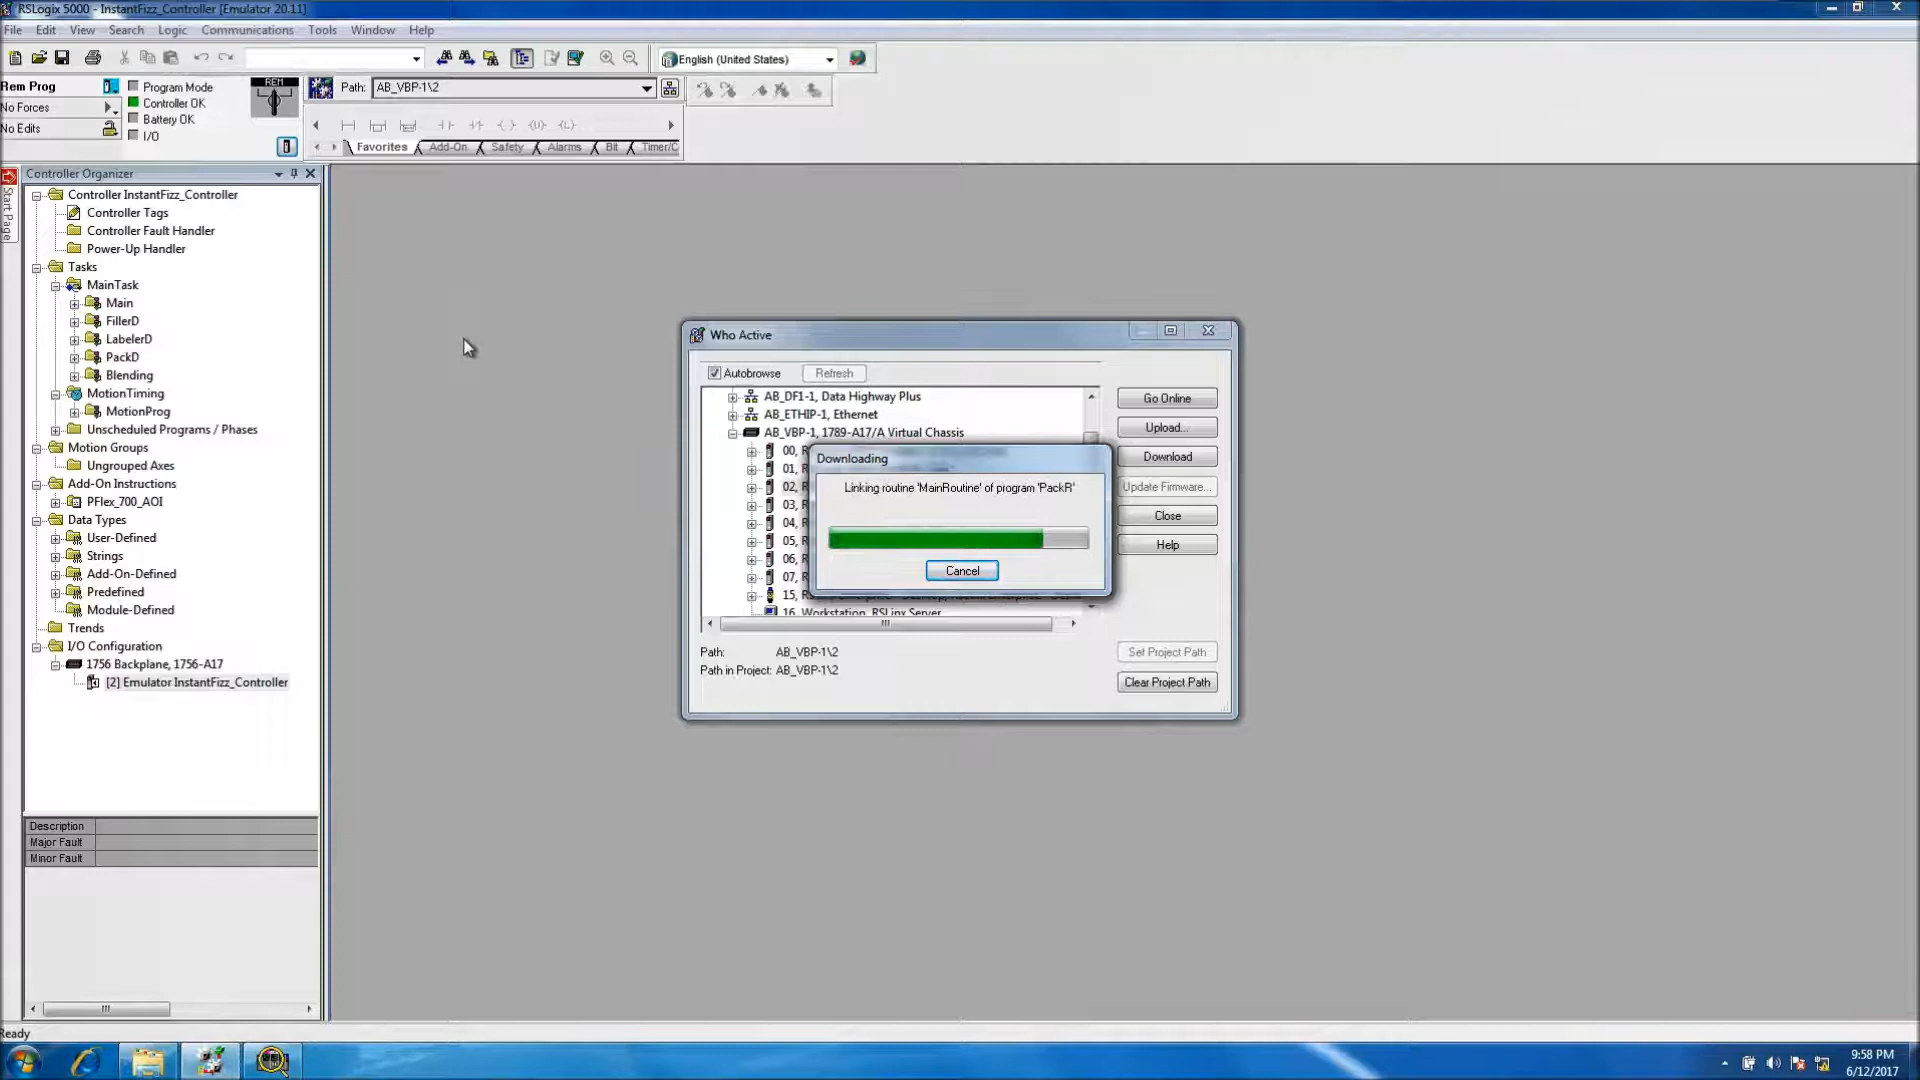 RSLogix 5000 - InstantFizz_Controller [Emulator 20.11]
File Edit View Search Logic Communications Tools Window Help
English (United States)
Rem Prog
No Forces
No Edits
Program Mode
Controller OK
Battery OK
I/O
REM
Path: AB_VBP-1\2
Favorites Add-On Safety Alarms Bit Timer/C
Start Page
Controller Organizer
Controller InstantFizz_Controller
Controller Tags
Controller Fault Handler
Power-Up Handler
Tasks
MainTask
Main
FillerD
LabelerD
PackD
Blending
MotionTiming
MotionProg
Unscheduled Programs / Phases
Motion Groups
Ungrouped Axes
Add-On Instructions
PFlex_700_AOI
Data Types
User-Defined
Strings
Add-On-Defined
Predefined
Module-Defined
Trends
I/O Configuration
1756 Backplane, 1756-A17
[2] Emulator InstantFizz_Controller
Description
Major Fault
Minor Fault
Ready
Who Active
Autobrowse Refresh
AB_DF1-1, Data Highway Plus
AB_ETHIP-1, Ethernet
AB_VBP-1, 1789-A17/A Virtual Chassis
00,
01,
02,
03,
04,
05,
06,
07,
15,
16, Workstation, RSLinx Server
Downloading
Linking routine 'MainRoutine' of program 'PackR'
Cancel
Go Online
Upload...
Download
Update Firmware...
Close
Help
Path: AB_VBP-1\2
Path in Project: AB_VBP-1\2
Set Project Path
Clear Project Path
9:58 PM
6/12/2017